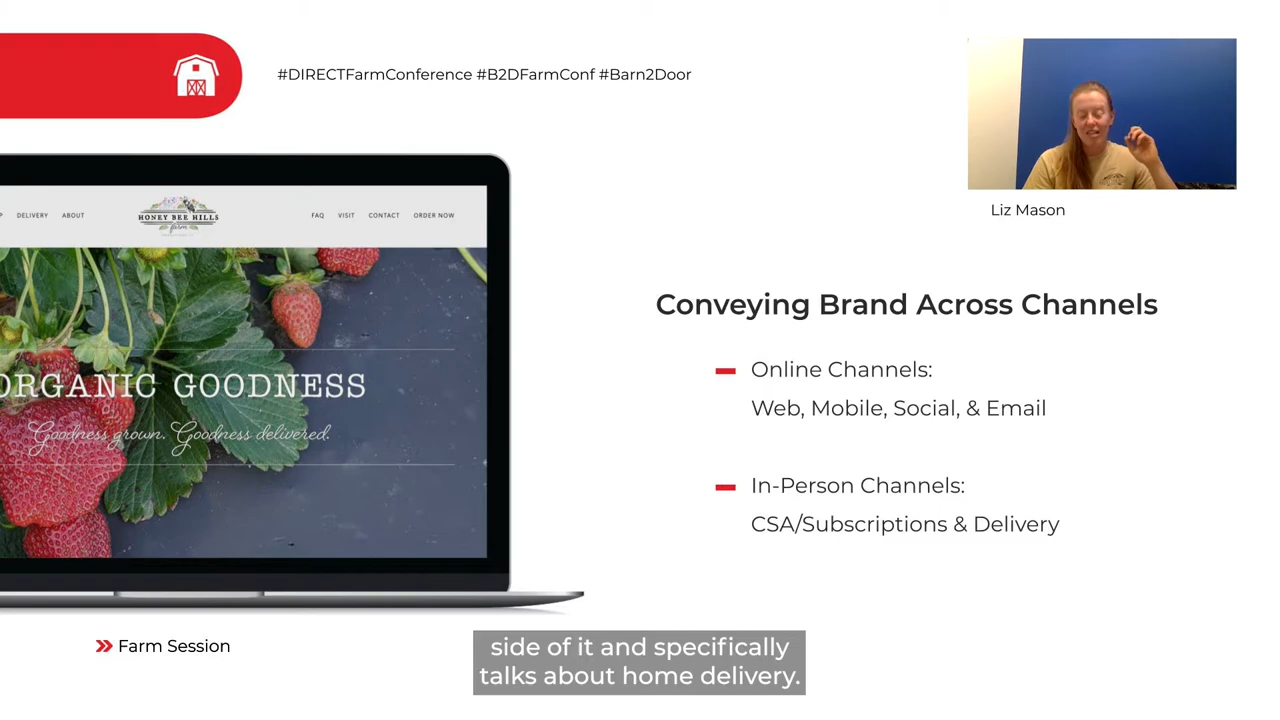 #DIRECTFarmConference #B2DFarmConf #Barn2Door
Liz Mason
DELIVERY ABOUT
HONEY BEE HILLS
farm
FAQ VISIT CONTACT ORDER NOW
ORGANIC GOODNESS
Goodness grown. Goodness delivered.
Conveying Brand Across Channels
Online Channels:
Web, Mobile, Social, & Email
In-Person Channels:
CSA/Subscriptions & Delivery
Farm Session
side of it and specifically
talks about home delivery.